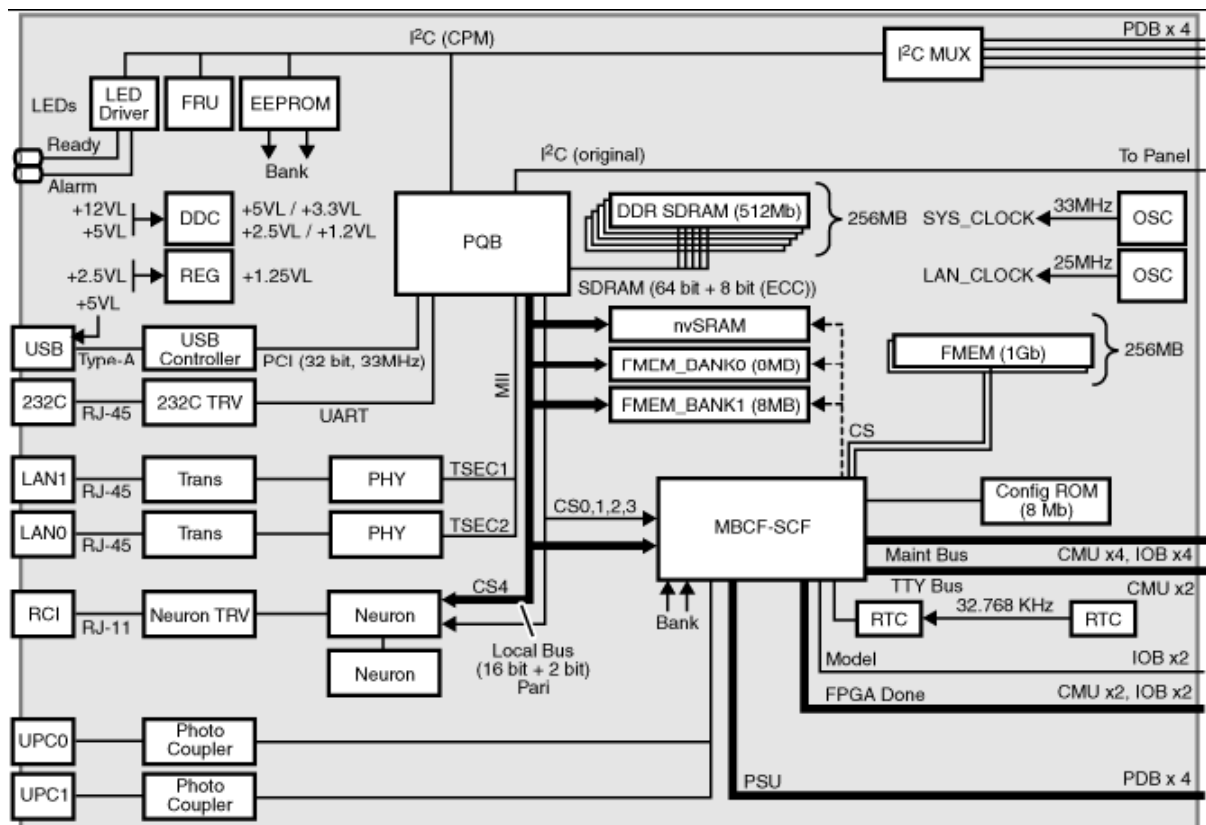 I²C (CPM)
PDB x 4
I²C MUX
LEDs
LED
Driver
FRU
EEPROM
Ready
Alarm
Bank
I²C (original)
To Panel
+12VL
+5VL
DDC
+5VL / +3.3VL
+2.5VL / +1.2VL
PQB
DDR SDRAM (512Mb)
256MB
SYS_CLOCK
33MHz
OSC
+2.5VL
REG
+1.25VL
LAN_CLOCK
25MHz
OSC
+5VL
SDRAM (64 bit + 8 bit (ECC))
USB
Type-A
USB
Controller
PCI (32 bit, 33MHz)
MII
nvSRAM
FMEM (1Gb)
256MB
232C
RJ-45
232C TRV
UART
FMEM_BANK1 (8MB)
CS
LAN1
RJ-45
Trans
PHY
TSEC1
Config ROM
(8 Mb)
LAN0
RJ-45
Trans
PHY
TSEC2
CS0,1,2,3
MBCF-SCF
Maint Bus
CMU x4, IOB x4
CS4
TTY Bus
CMU x2
RCI
RJ-11
Neuron TRV
Neuron
Bank
RTC
32.768 KHz
RTC
Neuron
Local Bus
(16 bit + 2 bit)
Pari
Model
IOB x2
FPGA Done
CMU x2, IOB x2
UPC0
Photo
Coupler
UPC1
Photo
Coupler
PSU
PDB x 4